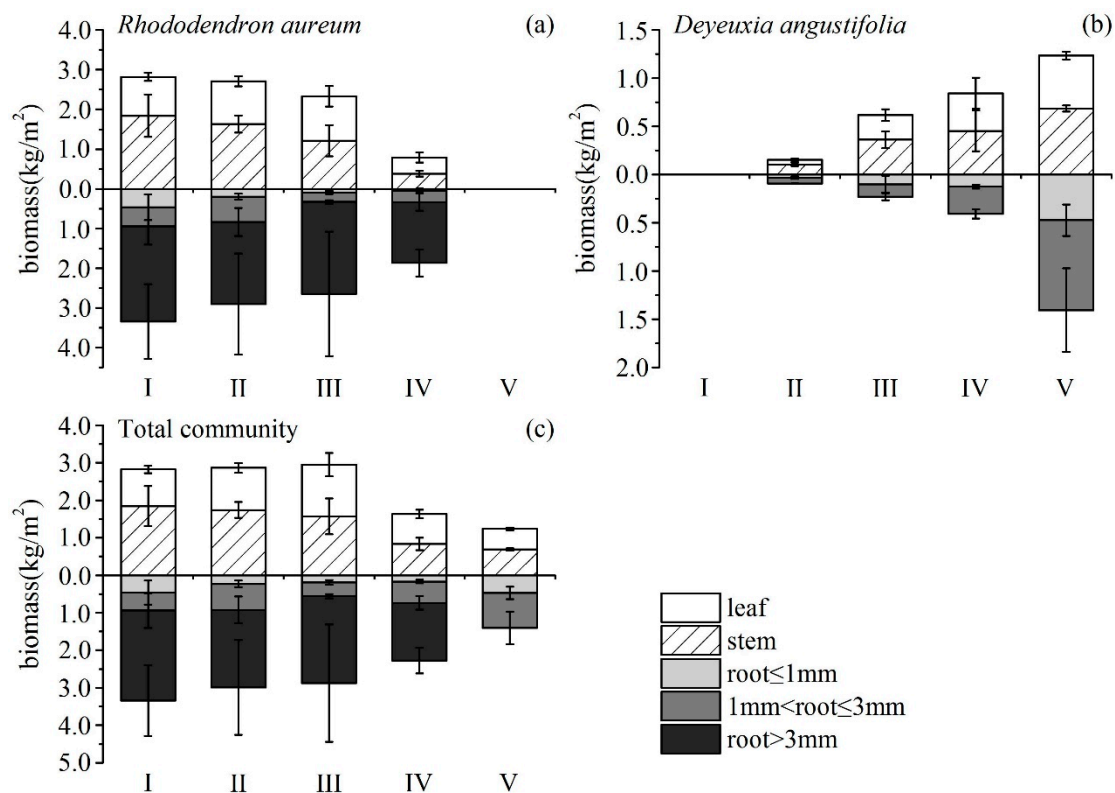 Rhododendron aureum (a)
4.0
3.0
2.0
1.0
0.0
1.0
2.0
3.0
4.0
biomass(kg/m²)
I II III IV V
Deyeuxia angustifolia (b)
1.5
1.0
0.5
0.0
0.5
1.0
1.5
2.0
biomass(kg/m²)
I II III IV V
Total community (c)
4.0
3.0
2.0
1.0
0.0
1.0
2.0
3.0
4.0
5.0
biomass(kg/m²)
I II III IV V
leaf
stem
root≤1mm
1mm<root≤3mm
root>3mm